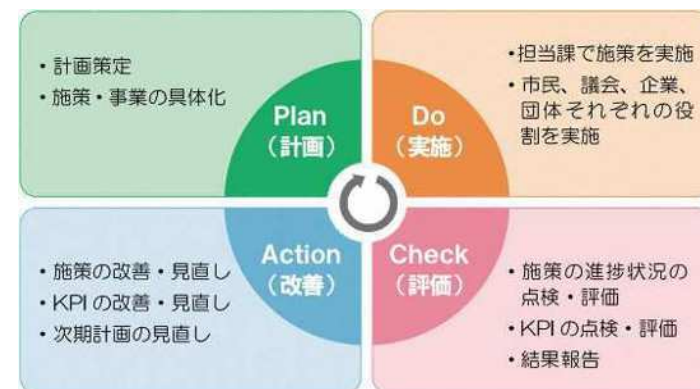 ・計画策定
・施策・事業の具体化
Plan
（計画）
Do
（実施）
・担当課で施策を実施
・市民、議会、企業、
団体それぞれの役
割を実施
・施策の改善・見直し
・KPIの改善・見直し
・次期計画の見直し
Action
（改善）
Check
（評価）
・施策の進捗状況の
点検・評価
・KPIの点検・評価
・結果報告